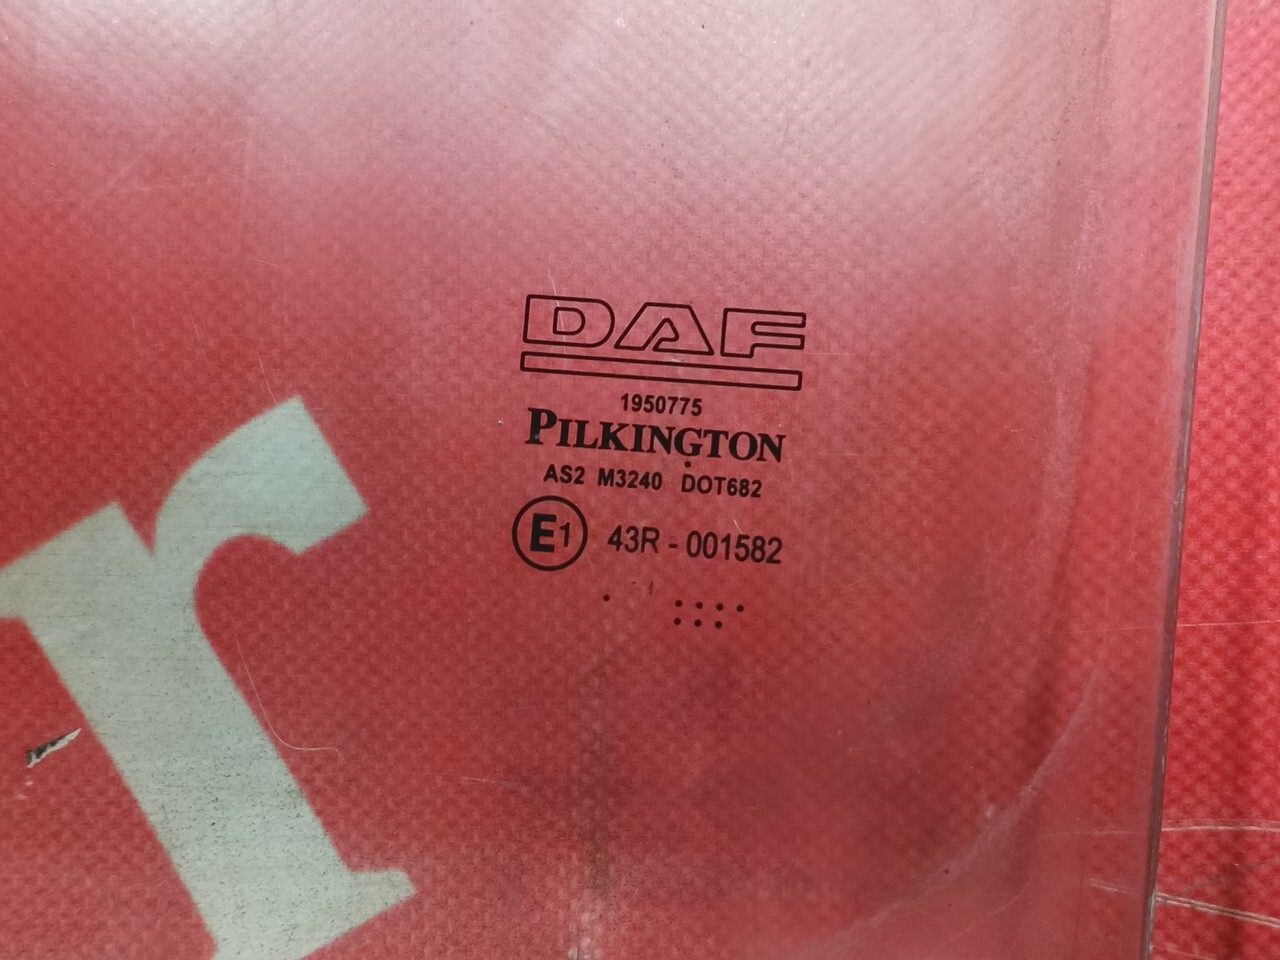 DAF
1950775
PILKINGTON
AS2 M3240 DOT682
E1 43R - 001582
r